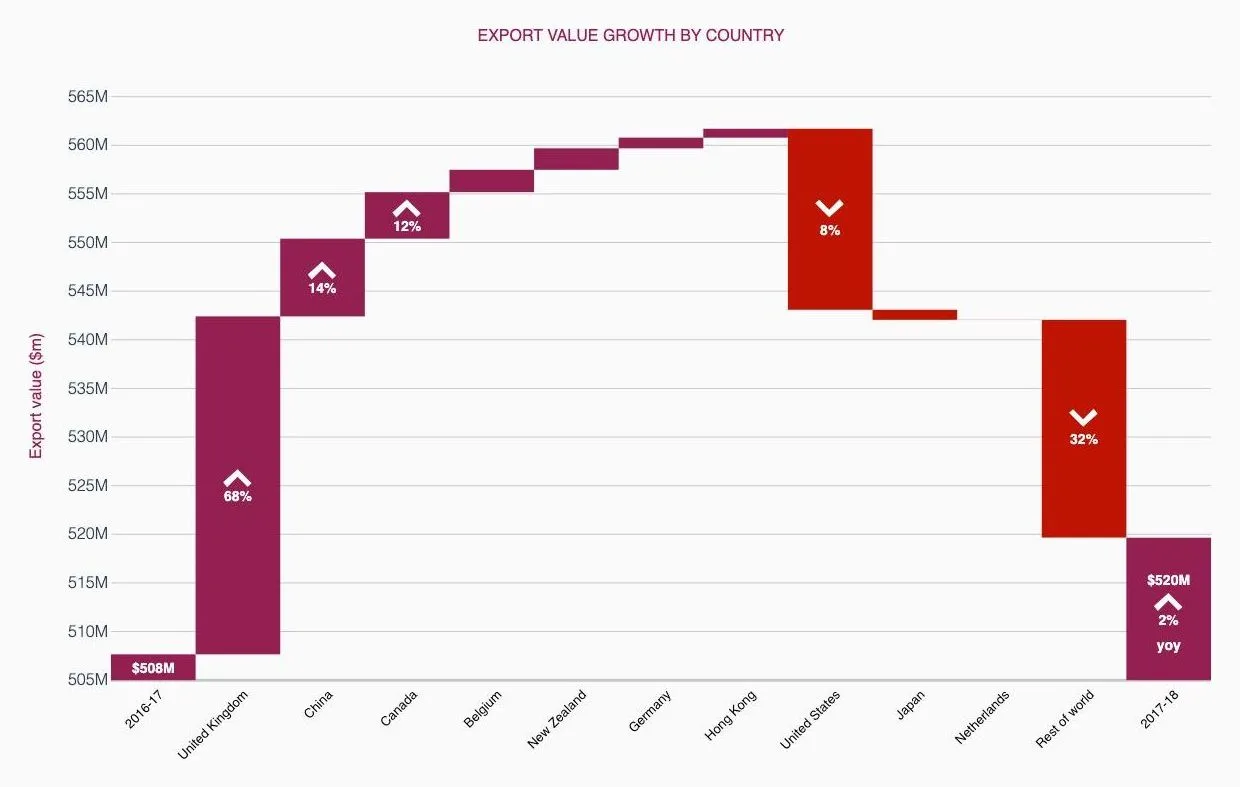 EXPORT VALUE GROWTH BY COUNTRY
Export value ($m)
565M
560M
555M
550M
545M
540M
535M
530M
525M
520M
515M
510M
505M
12%
14%
8%
32%
68%
$508M
$520M
2%
yoy
2016-17
United Kingdom
China
Canada
Belgium
New Zealand
Germany
Hong Kong
United States
Japan
Netherlands
Rest of world
2017-18